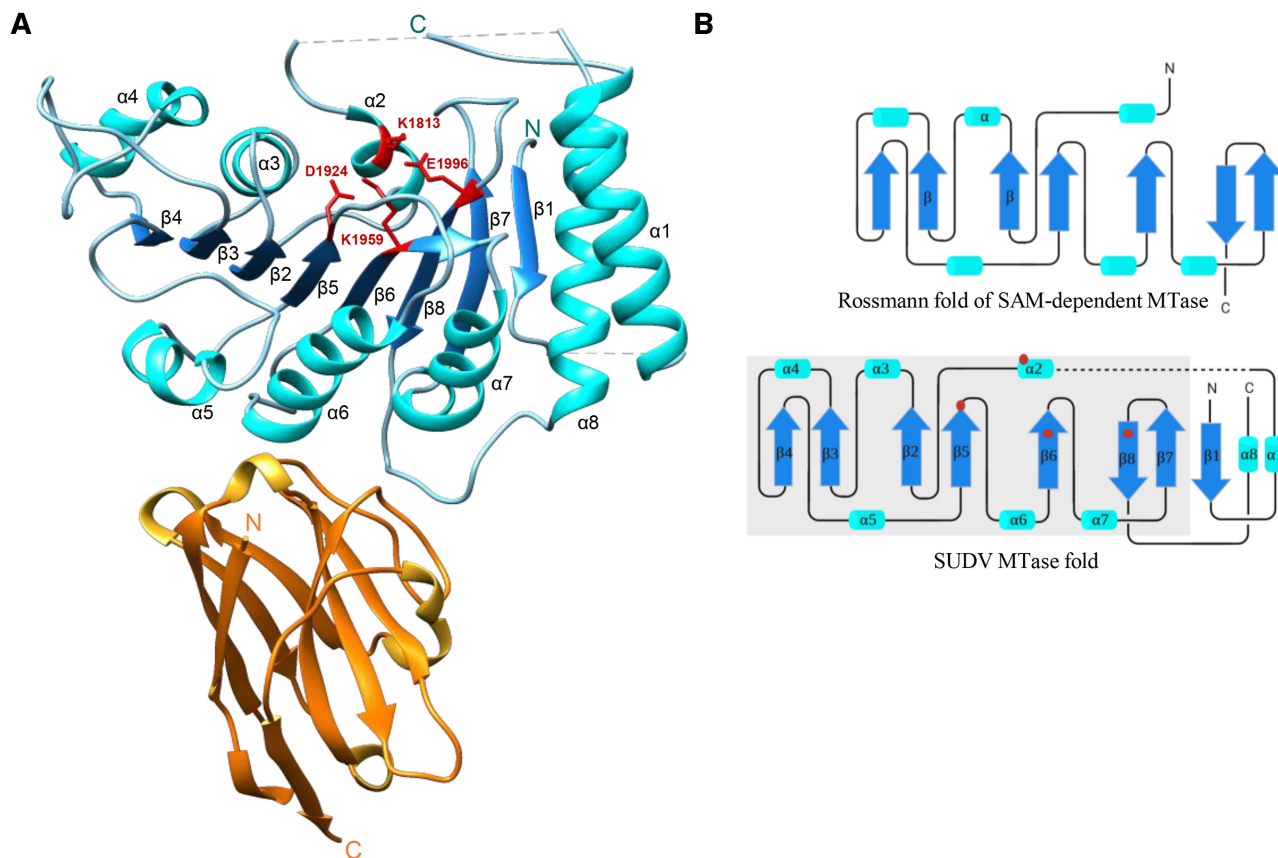 A
C
α4
α2
K1813
N
α3
D1924
E1996
β7
β1
β4
α1
β3
K1959
β2
β5
β6
β8
α7
α5
α6
α8
N
C
B
N
α
β
β
Rossmann fold of SAM-dependent MTase
C
α4
α3
α2
N
C
β4
β3
β2
β5
β6
β8
β7
β1
α8
α1
α5
α6
α7
SUDV MTase fold